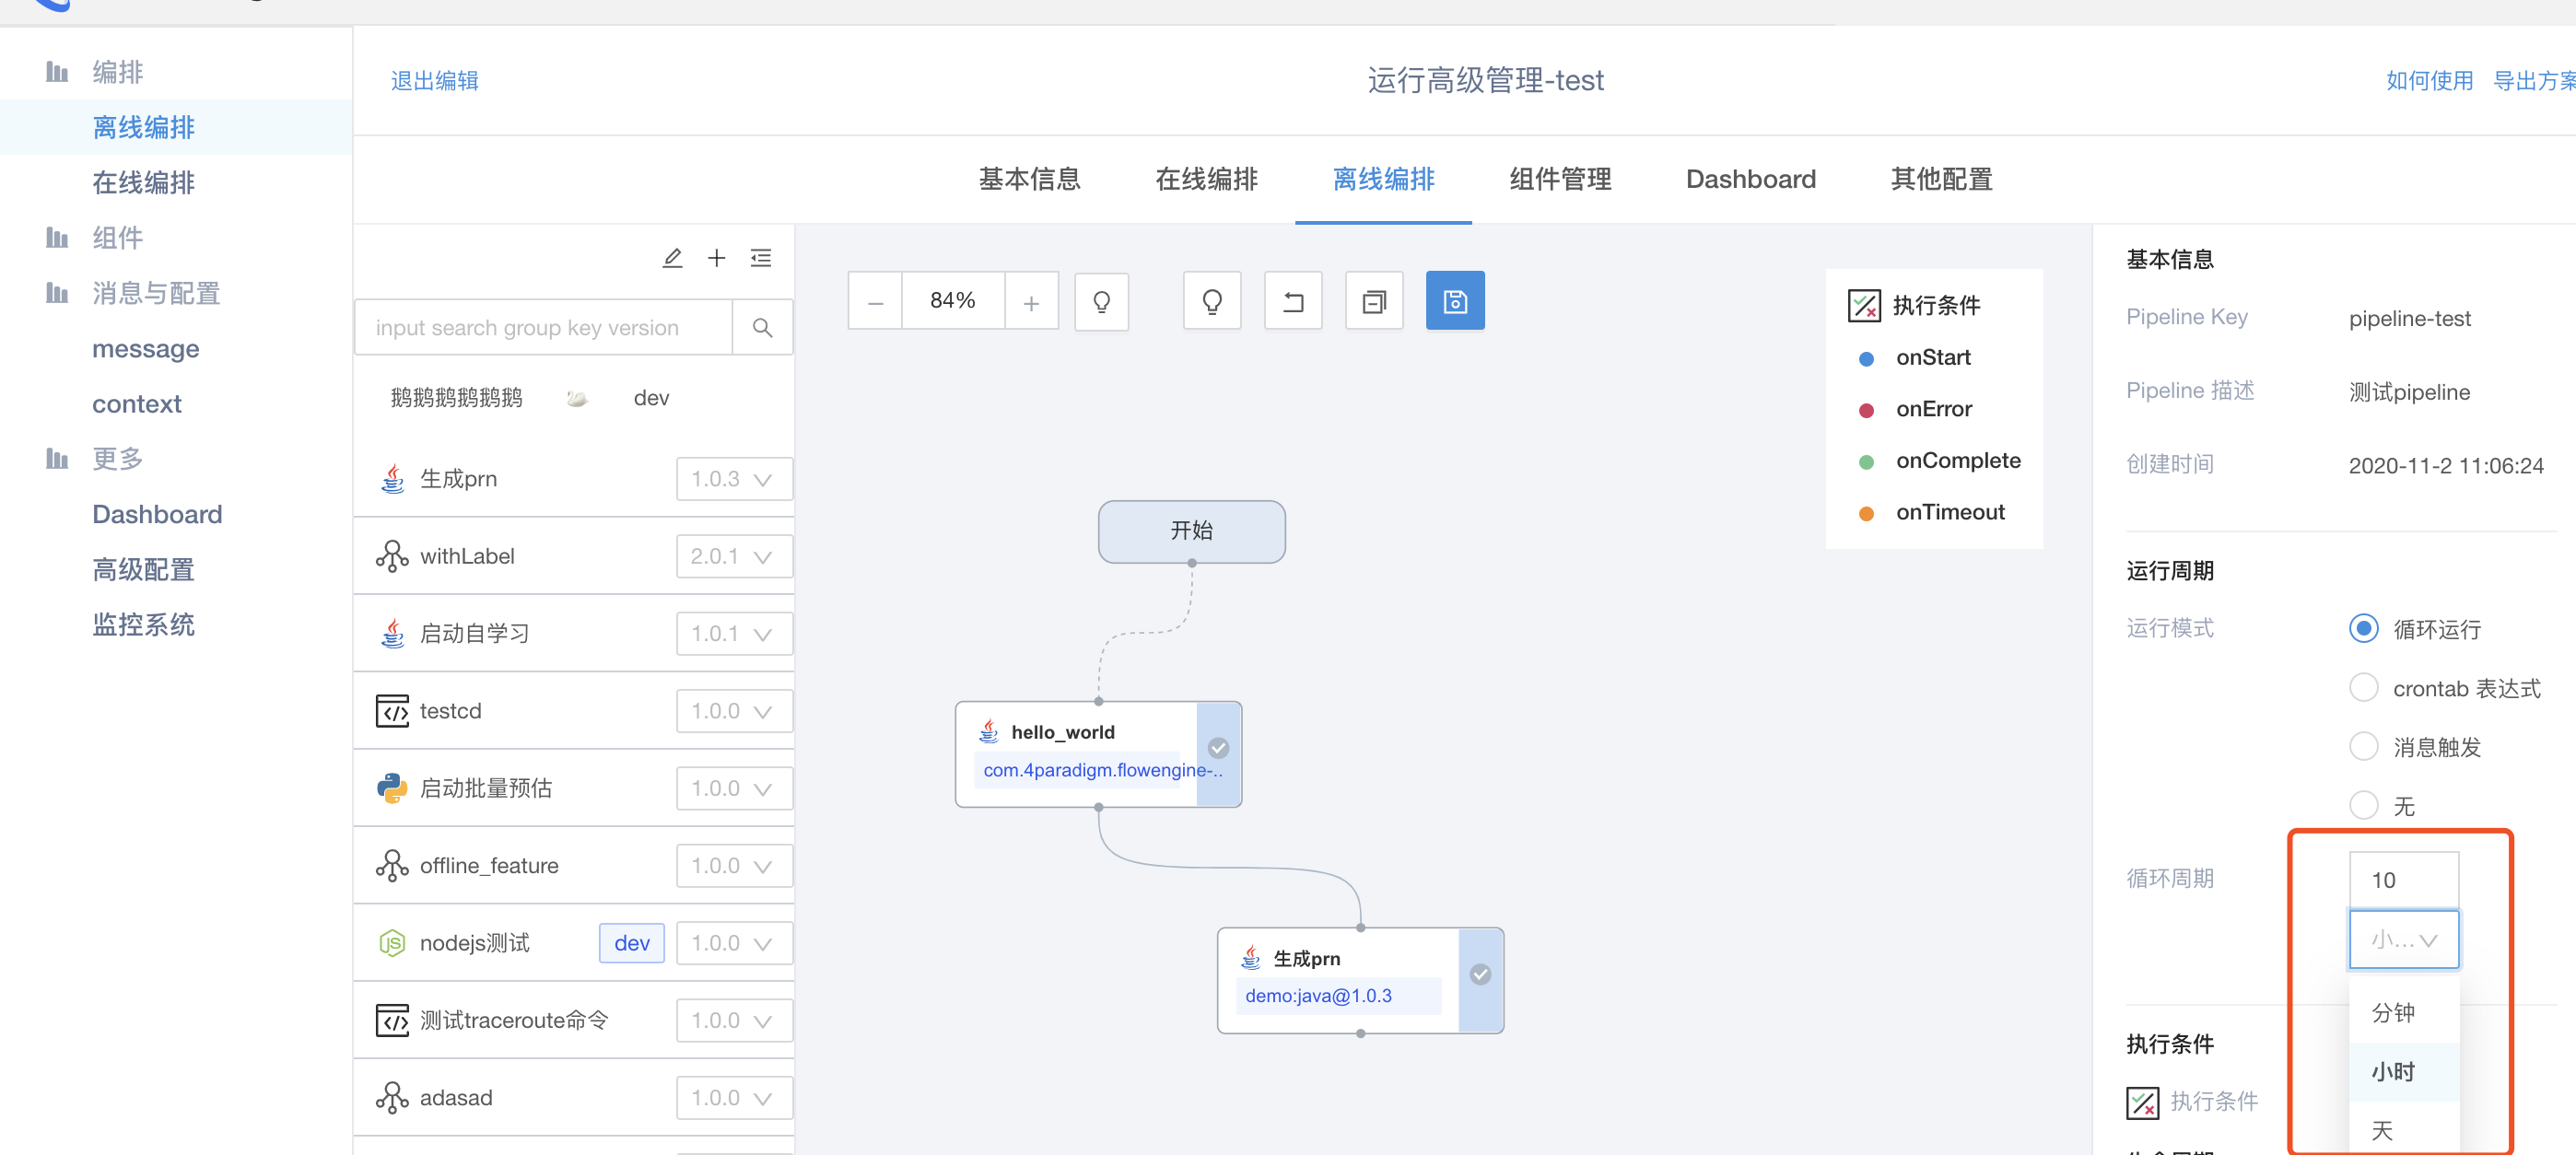 编排
离线编排
在线编排
组件
消息与配置
message
context
更多
Dashboard
高级配置
监控系统
退出编辑
运行高级管理-test
如何使用
导出方案
基本信息
在线编排
离线编排
组件管理
Dashboard
其他配置
input search group key version
鹅鹅鹅鹅鹅鹅
dev
生成prn 1.0.3
withLabel 2.0.1
启动自学习 1.0.1
testcd 1.0.0
启动批量预估 1.0.0
offline_feature 1.0.0
nodejs测试 dev 1.0.0
测试traceroute命令 1.0.0
adasad 1.0.0
84%
开始
hello_world
com.4paradigm.flowengine-..
生成prn
demo:java@1.0.3
执行条件
onStart
onError
onComplete
onTimeout
基本信息
Pipeline Key pipeline-test
Pipeline 描述 测试pipeline
创建时间 2020-11-2 11:06:24
运行周期
运行模式 循环运行
crontab 表达式
消息触发
无
循环周期 10
小...
分钟
小时
天
执行条件
执行条件